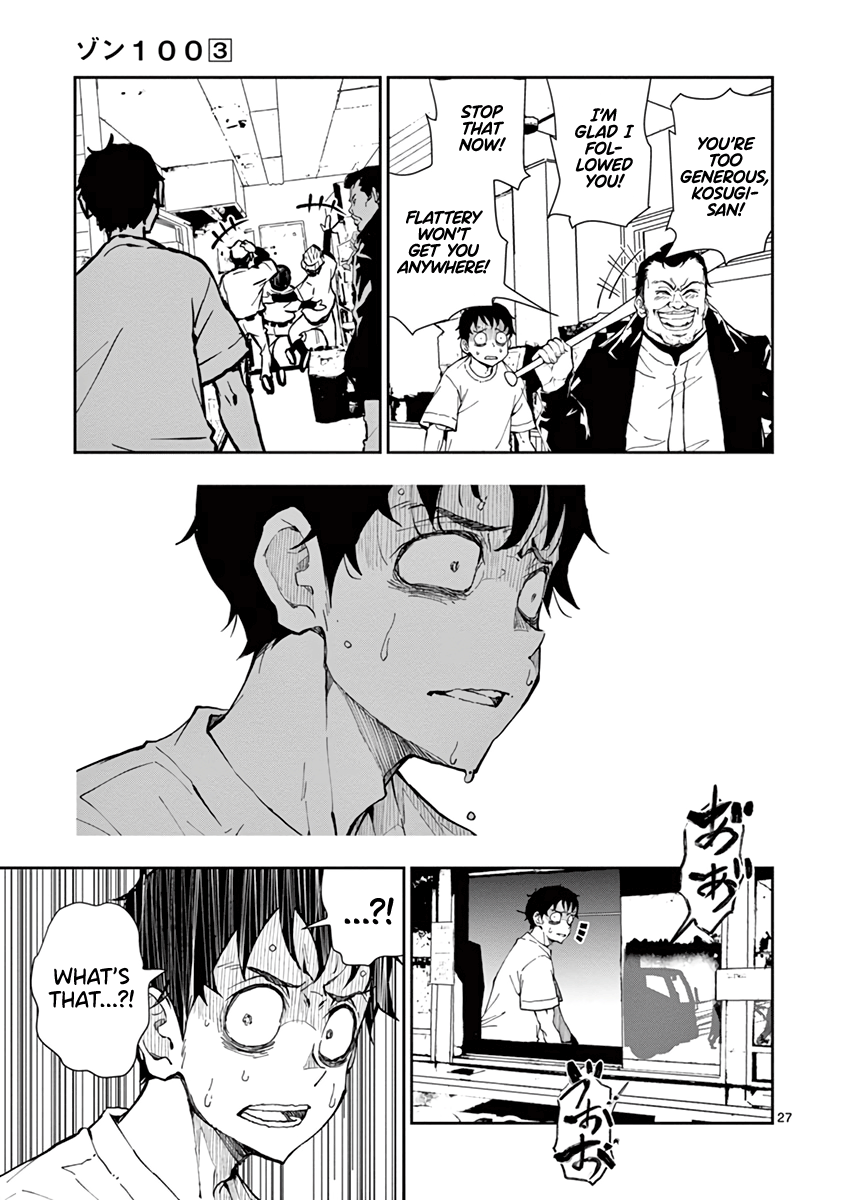 ゾン100 3
YOU'RE
TOO
GENEROUS,
KOSUGI-
SAN!
I'M
GLAD I
FOL-
LOWED
YOU!
STOP
THAT
NOW!
FLATTERY
WON'T
GET YOU
ANYWHERE!
あ゛あ゛
...?!
WHAT'S
THAT...?!
うおお
27